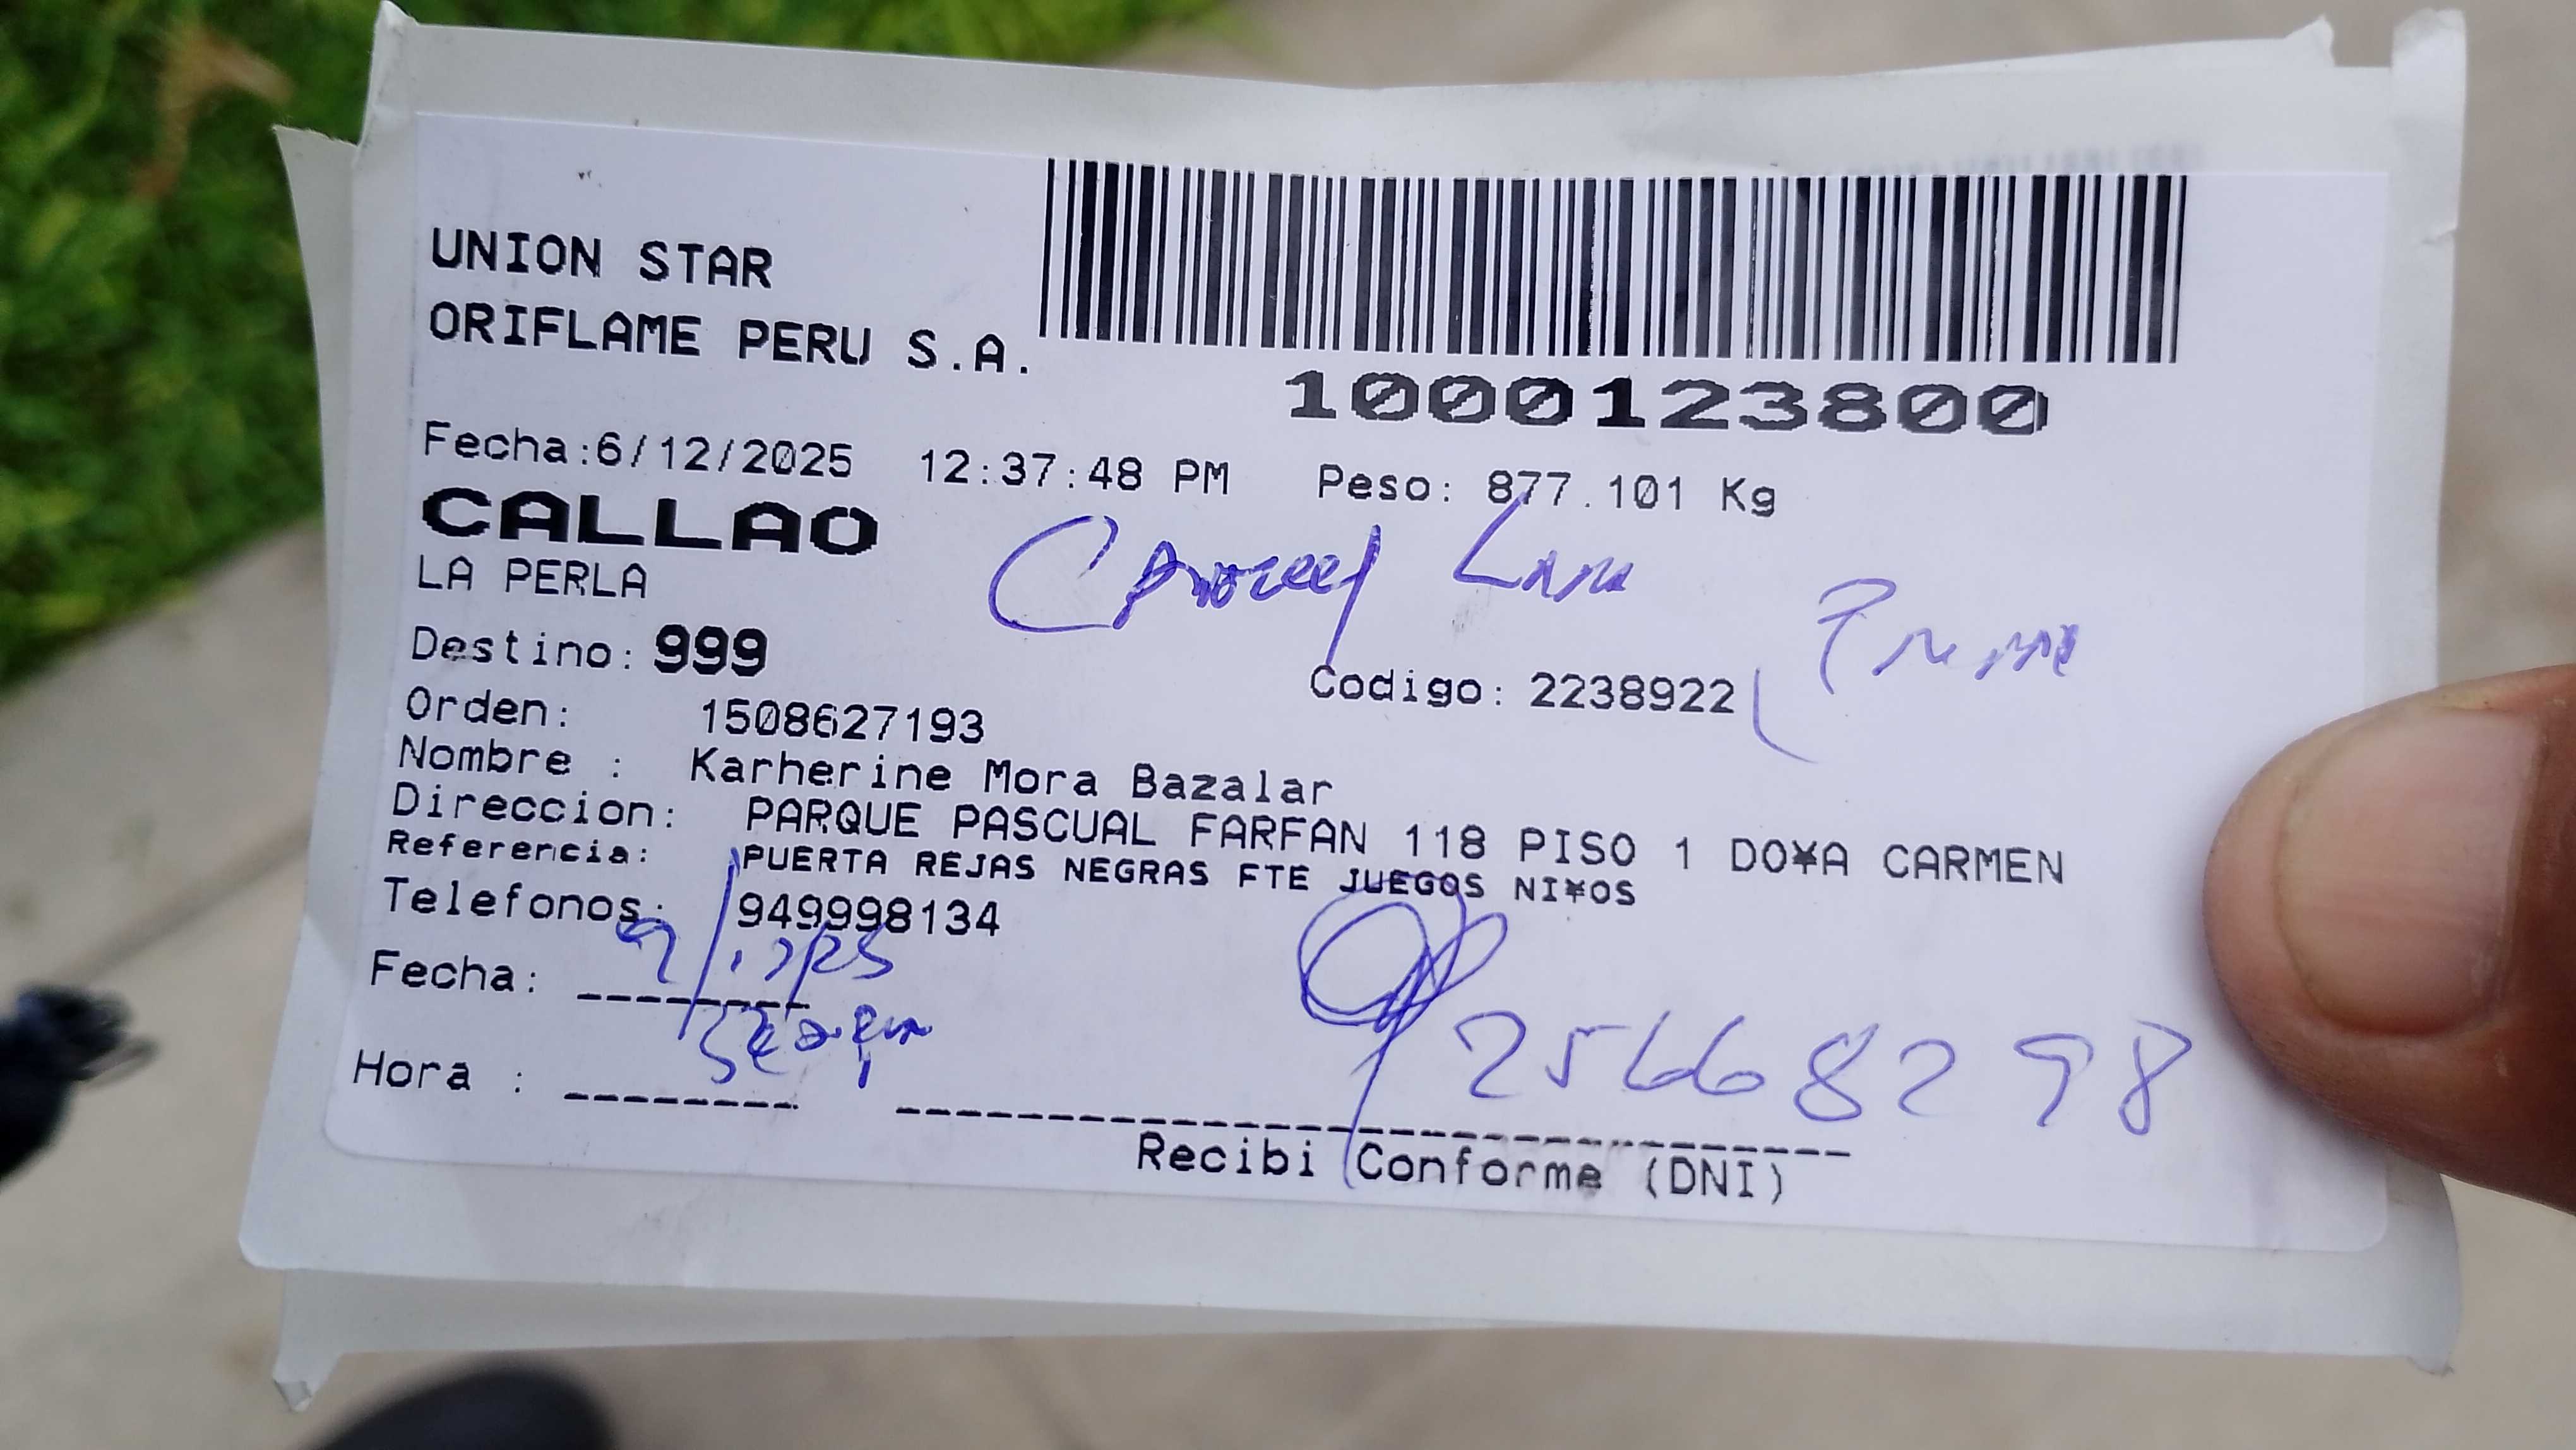 UNION STAR
ORIFLAME PERU S.A.
1000123800
Fecha:6/12/2025 12:37:48 PM Peso: 877.101 Kg
CALLAO
LA PERLA
Destino: 999
Codigo: 2238922
Orden: 1508627193
Nombre : Karherine Mora Bazalar
Direccion: PARQUE PASCUAL FARFAN 118 PISO 1 DO¥A CARMEN
Referencia: PUERTA REJAS NEGRAS FTE JUEGOS NI¥OS
Telefonos: 949998134
Fecha:
25668298
Hora :
Recibi Conforme (DNI)